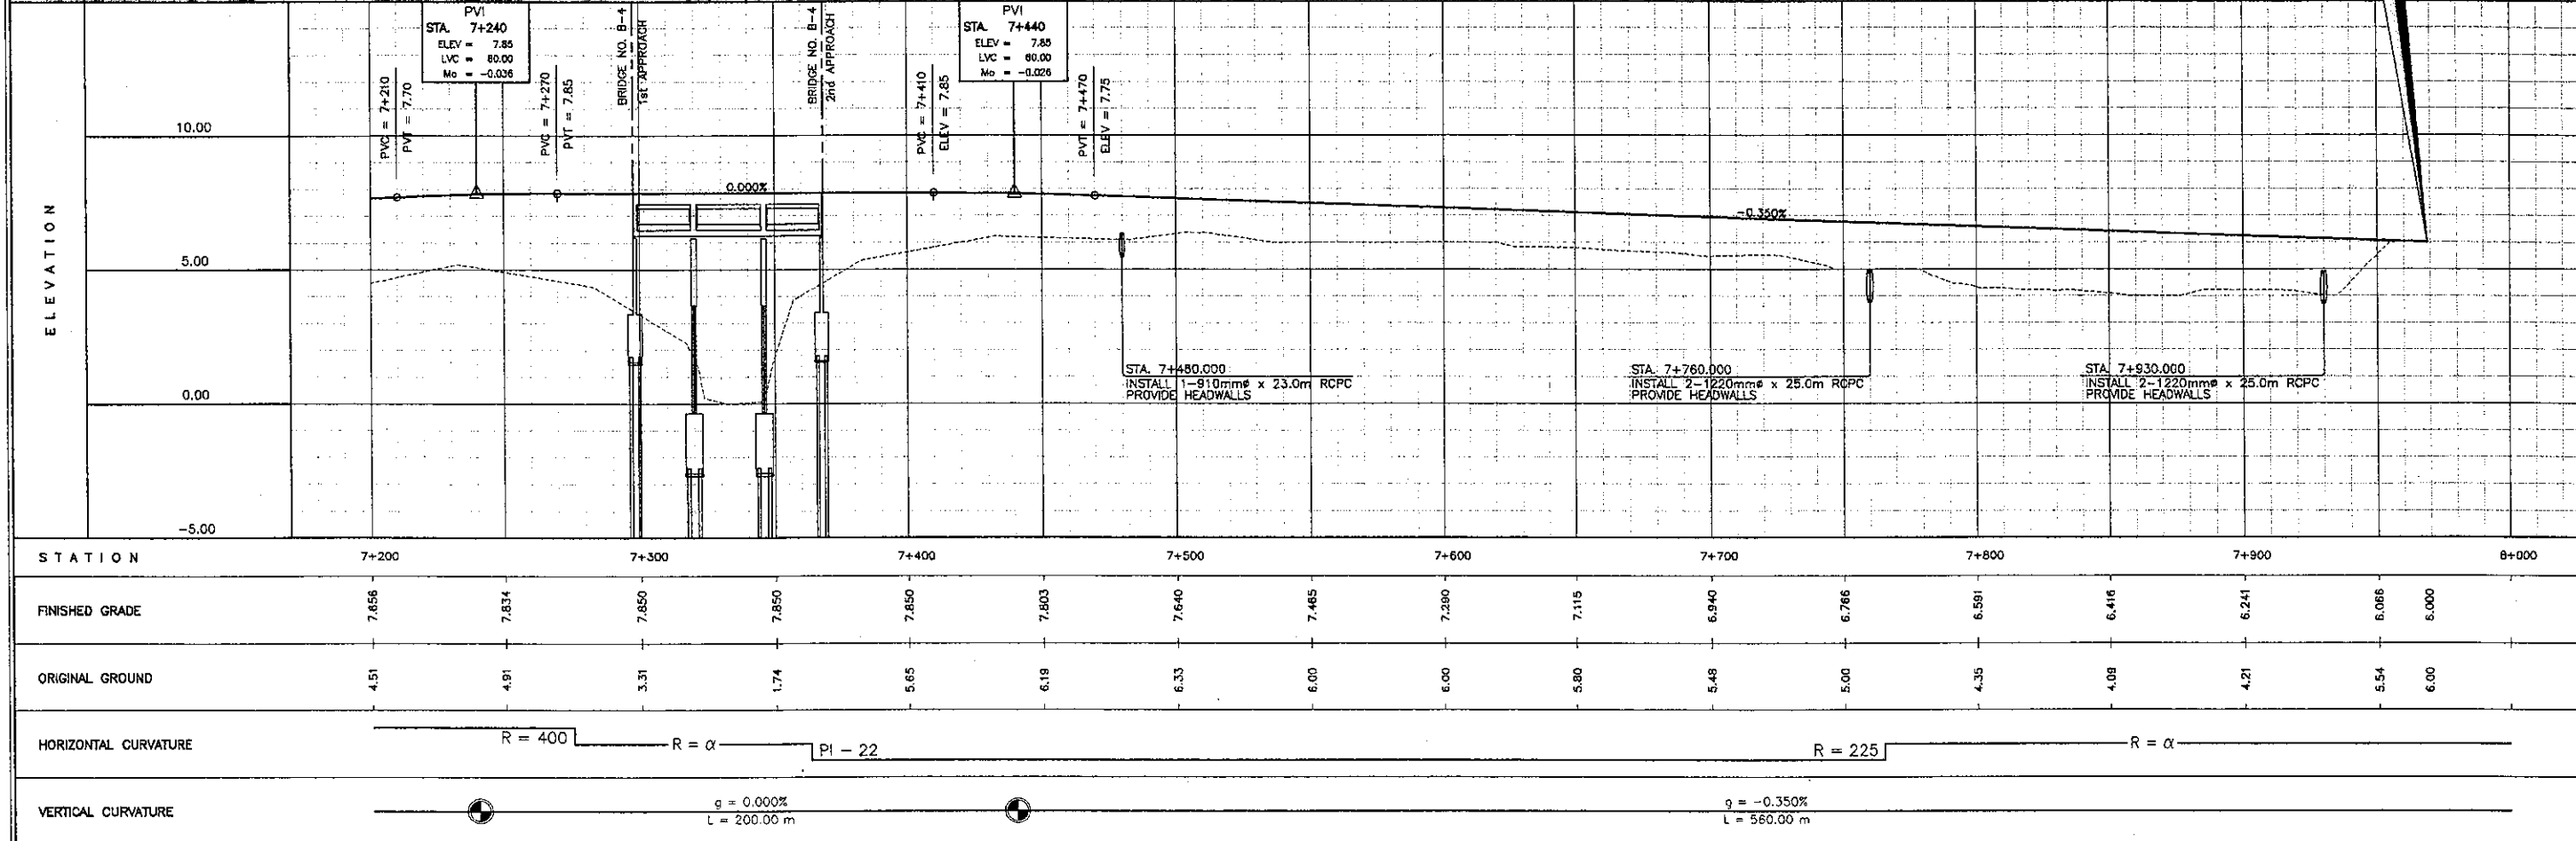 PVI
STA. 7+240
ELEV = 7.85
LVC = 60.00
Mo = -0.036
PVI
STA. 7+440
ELEV = 7.85
LVC = 60.00
Mo = -0.026
PVC = 7+210
PVT = 7.70
PVC = 7+270
PVT = 7.85
BRIDGE NO. B-4
1st APPROACH
BRIDGE NO. B-4
2nd APPROACH
PVC = 7+410
ELEV = 7.85
PVT = 7+470
ELEV = 7.75
ELEVATION
10.00
5.00
0.00
-5.00
0.000%
-0.350%
STA. 7+480.000
INSTALL 1-910mmø x 23.0m RCPC
PROVIDE HEADWALLS
STA. 7+760.000
INSTALL 2-1220mmø x 25.0m RCPC
PROVIDE HEADWALLS
STA. 7+930.000
INSTALL 2-1220mmø x 25.0m RCPC
PROVIDE HEADWALLS
STATION 7+200 7+300 7+400 7+500 7+600 7+700 7+800 7+900 8+000
FINISHED GRADE 7.656 7.834 7.850 7.850 7.850 7.803 7.640 7.465 7.290 7.115 6.940 6.766 6.591 6.416 6.241 6.066 6.000
ORIGINAL GROUND 4.51 4.91 3.31 1.74 5.65 6.19 6.33 6.00 6.00 5.80 5.48 5.00 4.35 4.09 4.21 5.54 6.00
HORIZONTAL CURVATURE R = 400 R = α PI - 22 R = 225 R = α
VERTICAL CURVATURE
g = 0.000%
L = 200.00 m
g = -0.350%
L = 560.00 m